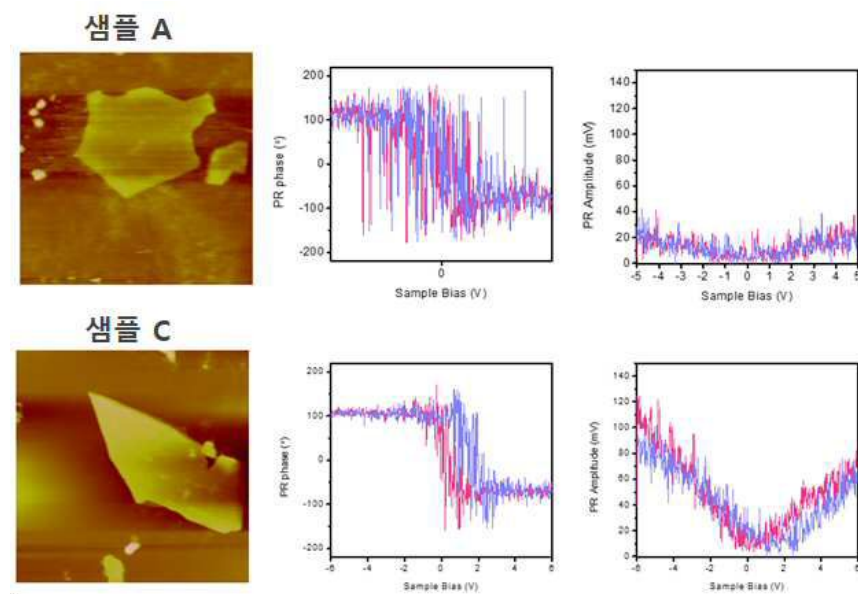 샘플 A
200
100
0
-100
-200
PR phase (°)
0
Sample Bias (V)
140
120
100
80
60
40
20
0
PR Amplitude (mV)
-5 -4 -3 -2 -1 0 1 2 3 4 5
Sample Bias (V)
샘플 C
200
100
0
-100
-200
PR phase (°)
-6 -4 -2 0 2 4 6
Sample Bias (V)
140
120
100
80
60
40
20
0
PR Amplitude (mV)
-6 -4 -2 0 2 4 6
Sample Bias (V)